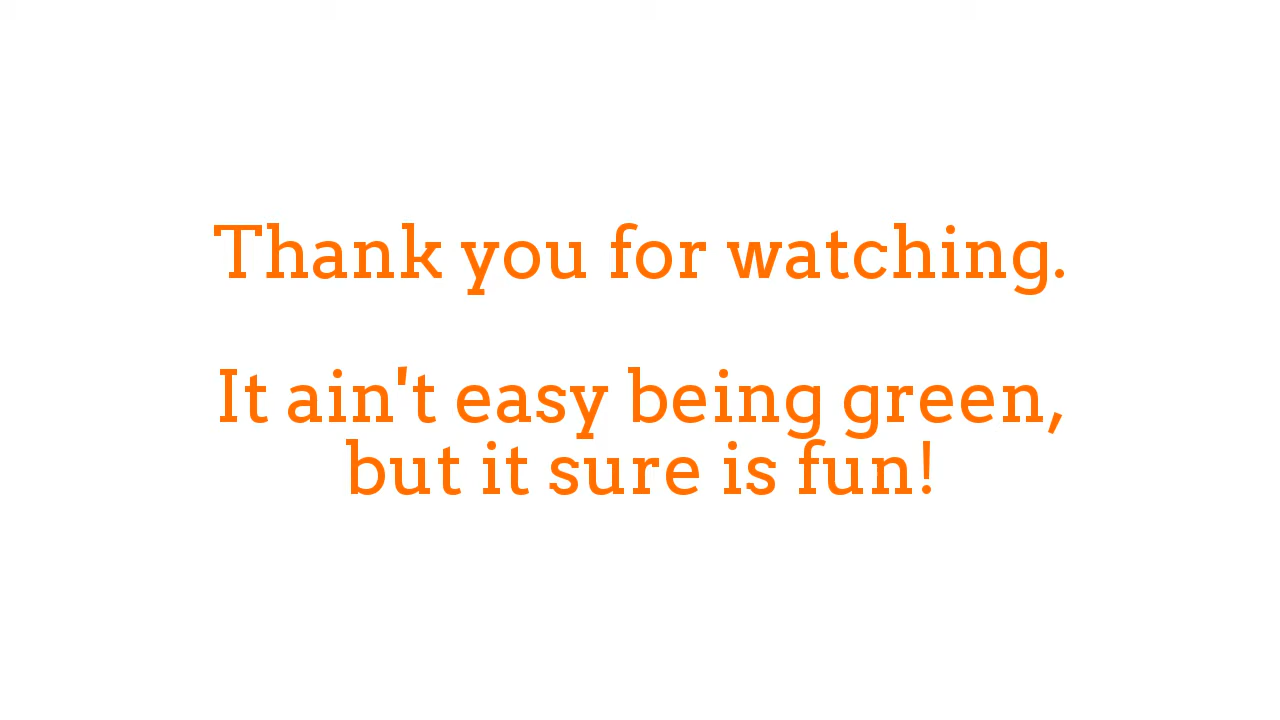 Thank you for watching.
It ain't easy being green,
but it sure is fun!